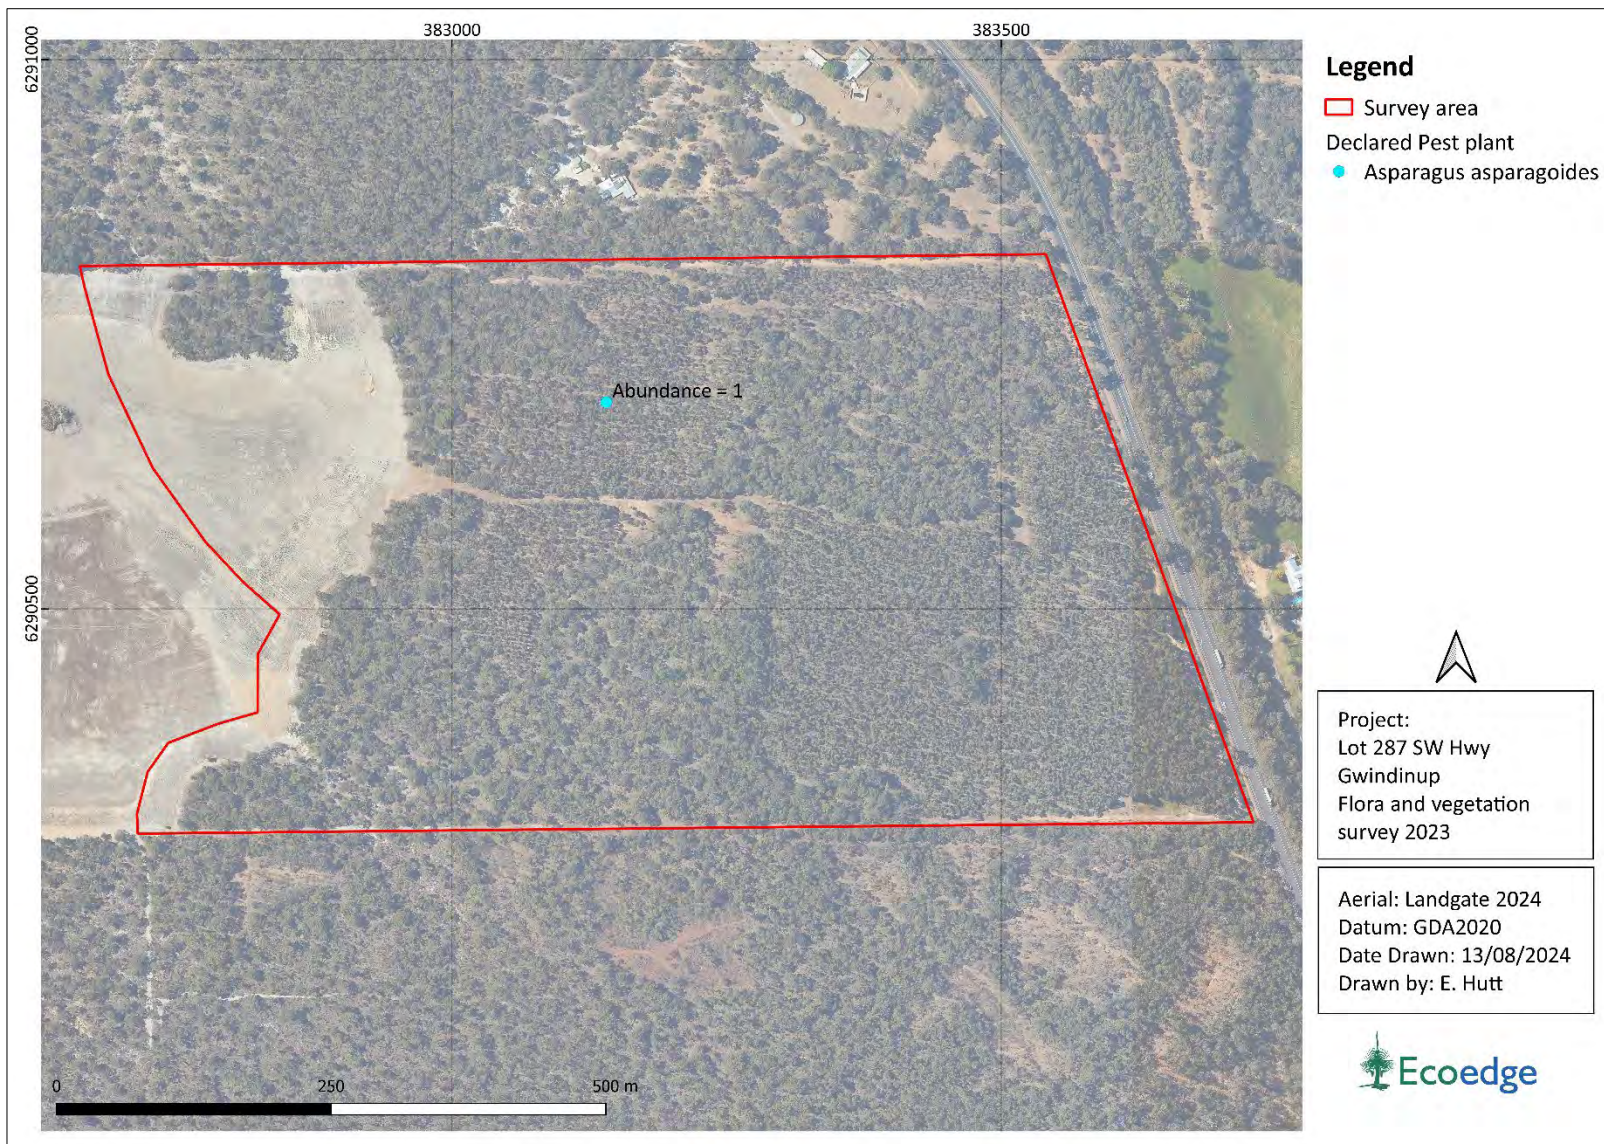 383000
383500
6291000
6290500
Abundance = 1
0
250
500 m
Legend
Survey area
Declared Pest plant
Asparagus asparagoides
Project:
Lot 287 SW Hwy
Gwindinup
Flora and vegetation
survey 2023
Aerial: Landgate 2024
Datum: GDA2020
Date Drawn: 13/08/2024
Drawn by: E. Hutt
Ecoedge